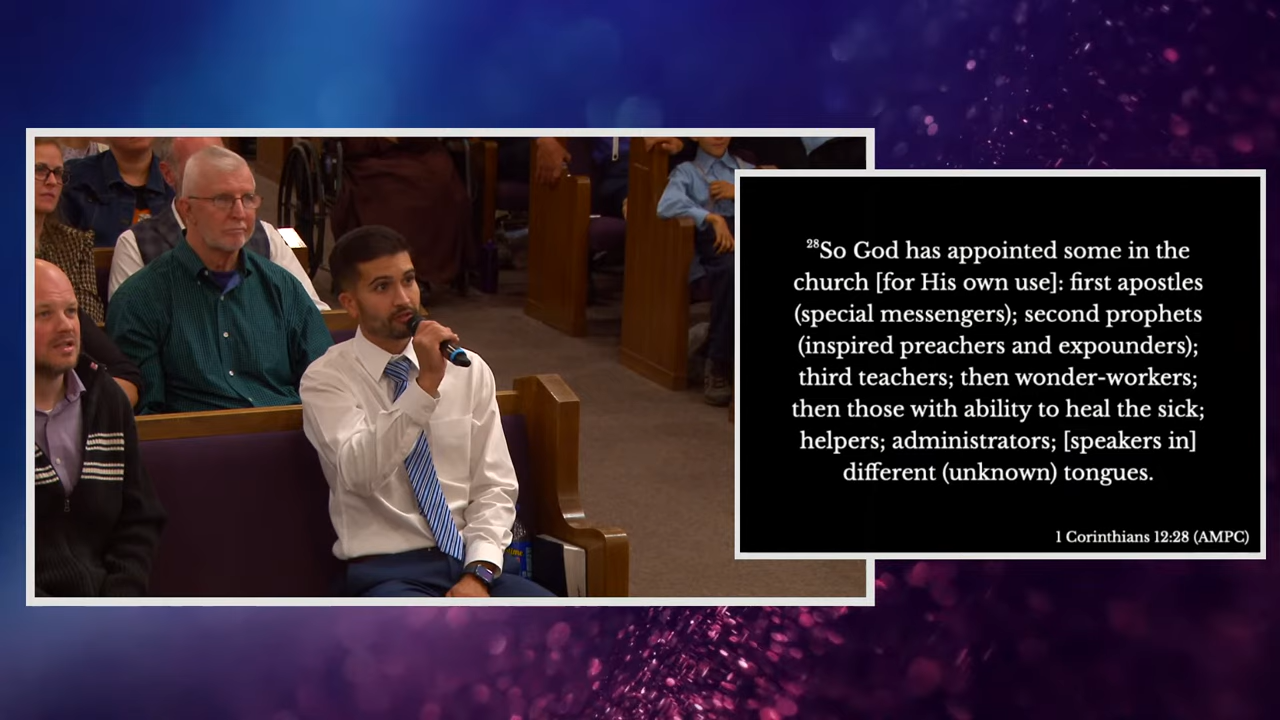 ²⁸So God has appointed some in the
church [for His own use]: first apostles
(special messengers); second prophets
(inspired preachers and expounders);
third teachers; then wonder-workers;
then those with ability to heal the sick;
helpers; administrators; [speakers in]
different (unknown) tongues.
1 Corinthians 12:28 (AMPC)